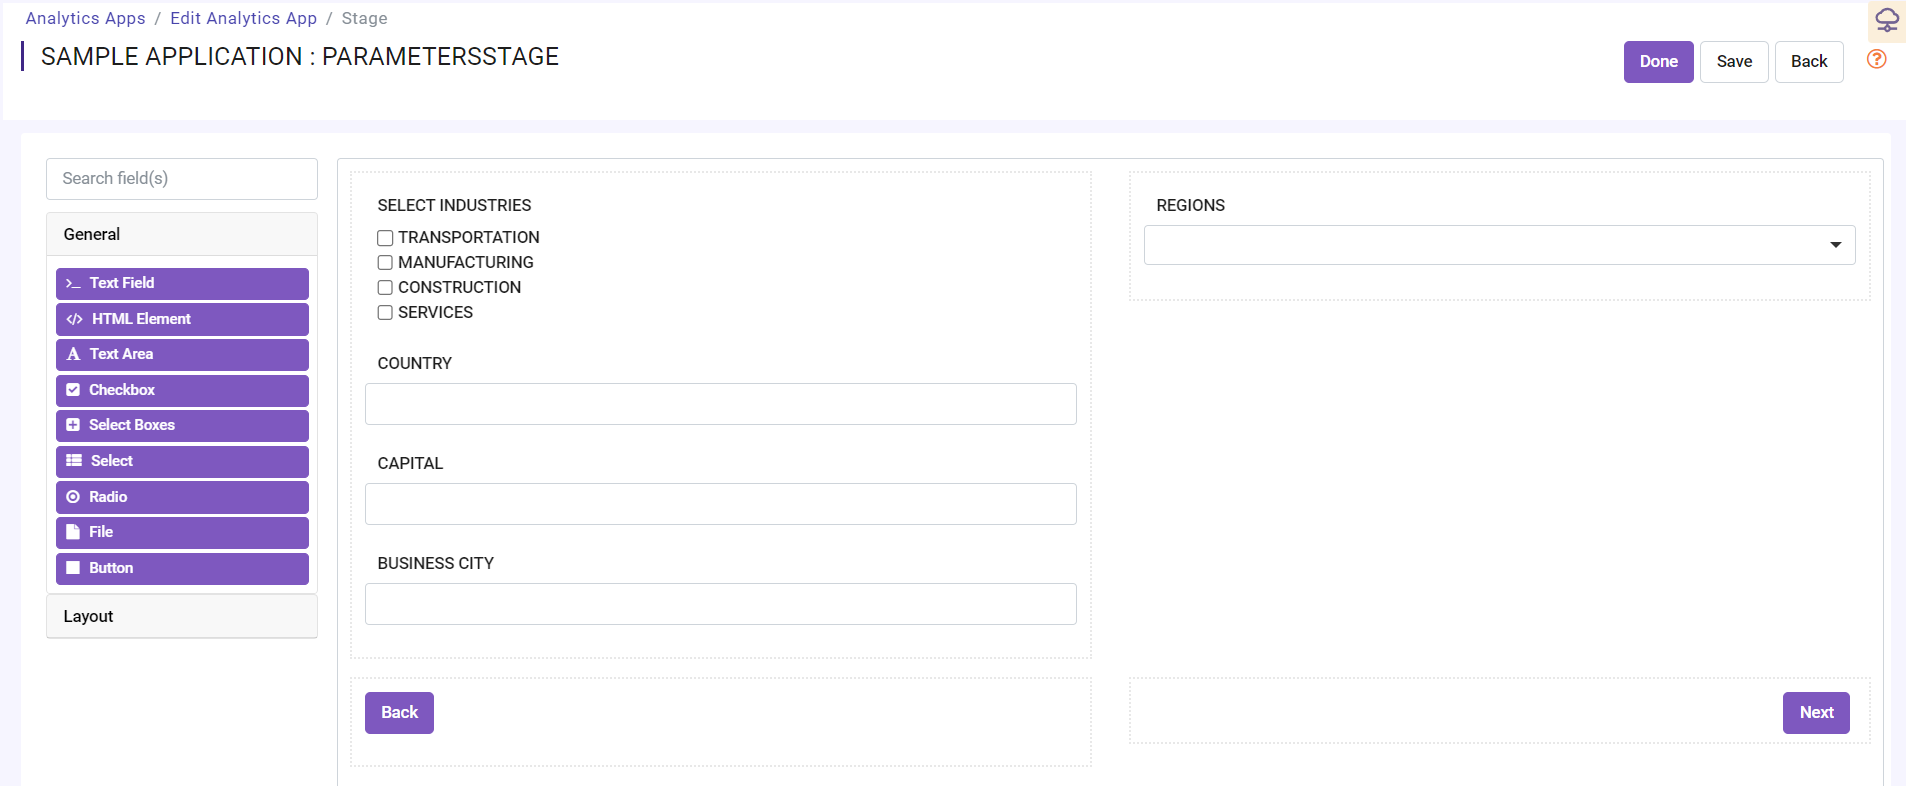 Analytics Apps / Edit Analytics App / Stage
SAMPLE APPLICATION : PARAMETERSSTAGE
Done
Save
Back
?
Search field(s)
General
Text Field
HTML Element
Text Area
Checkbox
Select Boxes
Select
Radio
File
Button
Layout
SELECT INDUSTRIES
TRANSPORTATION
MANUFACTURING
CONSTRUCTION
SERVICES
COUNTRY
CAPITAL
BUSINESS CITY
REGIONS
Back
Next